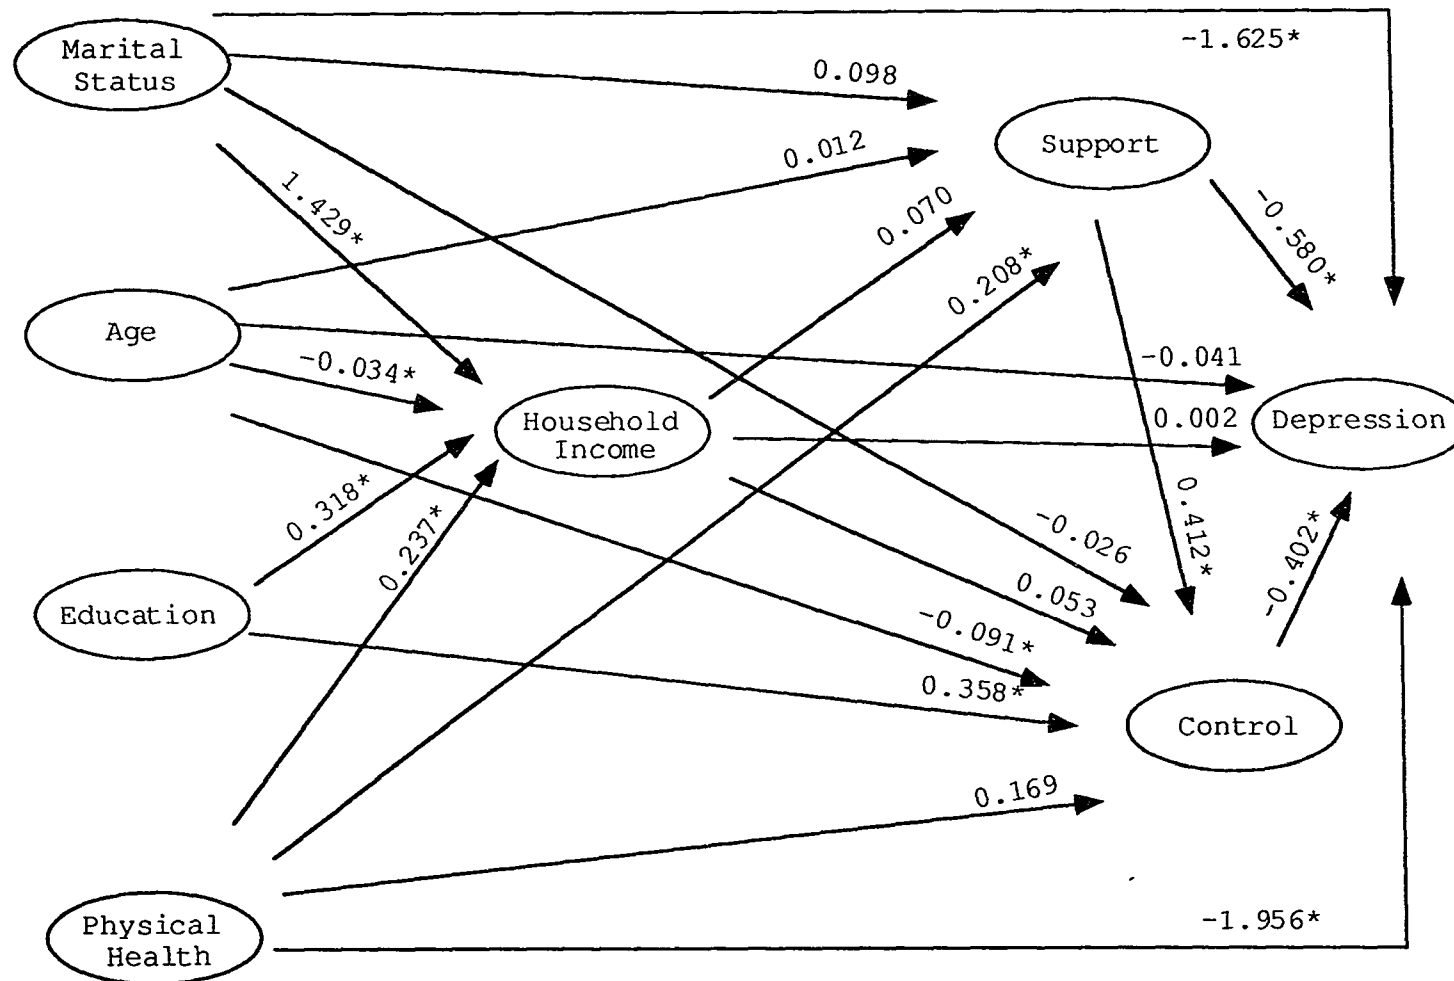 -1.625*
Marital
Status
0.098
Support
0.012
1.429*
0.070
-0.580*
0.208*
Age
-0.034*
-0.041
Household
Income
0.002
Depression
0.318*
0.237*
-0.026
0.412*
-0.402*
0.053
Education
-0.091*
0.358*
Control
0.169
Physical
Health
-1.956*